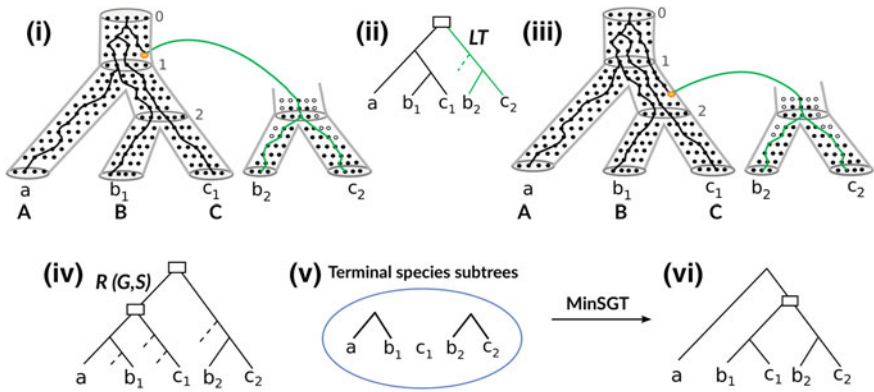 (i)
0
1
2
a
b1
c1
A
B
C
b2
c2
(ii)
LT
a
b1
c1
b2
c2
(iii)
0
1
2
a
b1
c1
A
B
C
b2
c2
(iv)
R (G,S)
a
b1
c1
b2
c2
(v)
Terminal species subtrees
a
b1
c1
b2
c2
MinSGT
(vi)
a
b1
c1
b2
c2